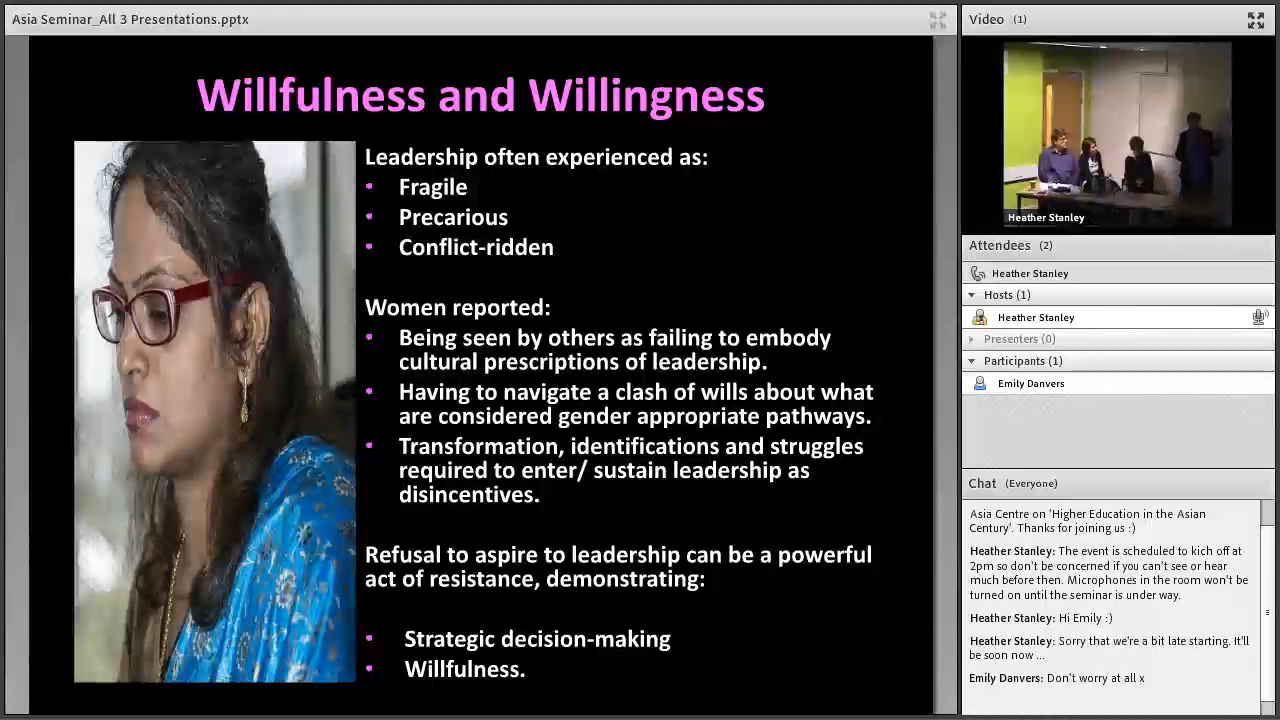 Asia Seminar_All 3 Presentations.pptx
Willfulness and Willingness
Leadership often experienced as:
• Fragile
• Precarious
• Conflict-ridden
Women reported:
• Being seen by others as failing to embody
cultural prescriptions of leadership.
• Having to navigate a clash of wills about what
are considered gender appropriate pathways.
• Transformation, identifications and struggles
required to enter/ sustain leadership as
disincentives.
Refusal to aspire to leadership can be a powerful
act of resistance, demonstrating:
• Strategic decision-making
• Willfulness.
Video (1)
Heather Stanley
Attendees (2)
Heather Stanley
Hosts (1)
Heather Stanley
Presenters (0)
Participants (1)
Emily Danvers
Chat (Everyone)
Asia Centre on 'Higher Education in the Asian
Century'. Thanks for joining us :)
Heather Stanley: The event is scheduled to kick off at
2pm so don't be concerned if you can't see or hear
much before then. Microphones in the room won't be
turned on until the seminar is under way.
Heather Stanley: Hi Emily :)
Heather Stanley: Sorry that we're a bit late starting. It'll
be soon now ...
Emily Danvers: Don't worry at all x